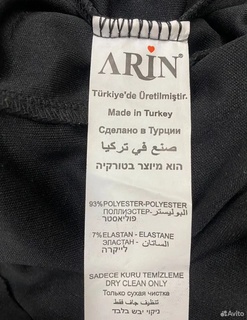 ARIN
Türkiye'de Üretilmiştir.
Made in Turkey
Сделано в Турции
صنع في تركيا
הוא מיוצר בטורקיה
93%POLYESTER-POLYESTER
ПОЛИЭСТЕР- البوليستر
פוליאסטר
7%ELASTAN - ELASTANE
ЭЛАСТАН - الساتان
לייקרה
SADECE KURU TEMİZLEME
DRY CLEAN ONLY
Только сухая чистка
تنظيف جاف فقط
ניקוי יבש בלבד
Avito